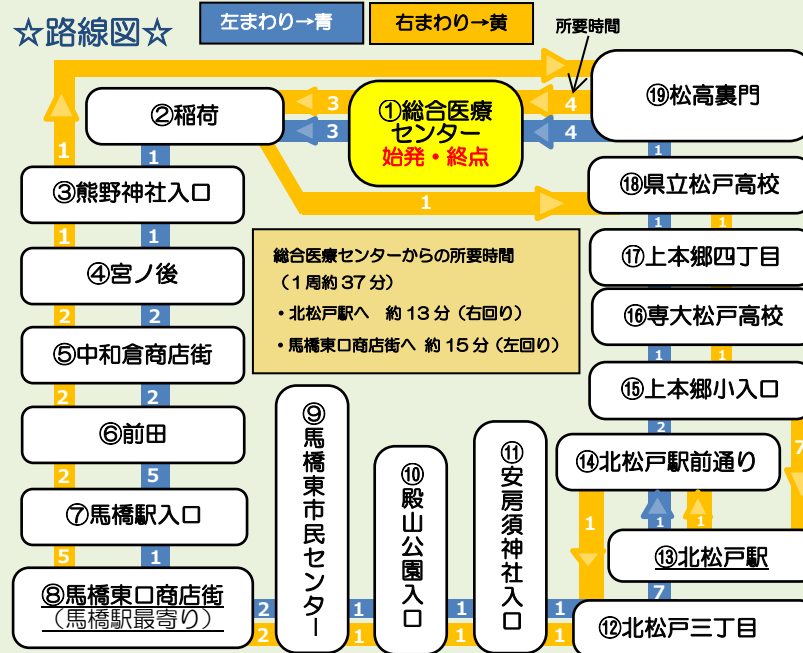 ☆路線図☆
左まわり→青
右まわり→黄
所要時間
①総合医療
センター
始発・終点
②稲荷
③熊野神社入口
④宮ノ後
⑤中和倉商店街
⑥前田
⑦馬橋駅入口
⑧馬橋東口商店街
(馬橋駅最寄り)
⑨馬橋東市民センター
⑩殿山公園入口
⑪安房須神社入口
⑫北松戸三丁目
⑬北松戸駅
⑭北松戸駅前通り
⑮上本郷小入口
⑯専大松戸高校
⑰上本郷四丁目
⑱県立松戸高校
⑲松高裏門
総合医療センターからの所要時間
(1周約37分)
・北松戸駅へ 約13分(右回り)
・馬橋東口商店街へ 約15分(左回り)
3
3
4
4
1
1
1
1
1
2
2
2
2
2
5
5
1
2
2
1
1
1
1
1
1
7
1
1
1
7
2
1
1
1
1
1